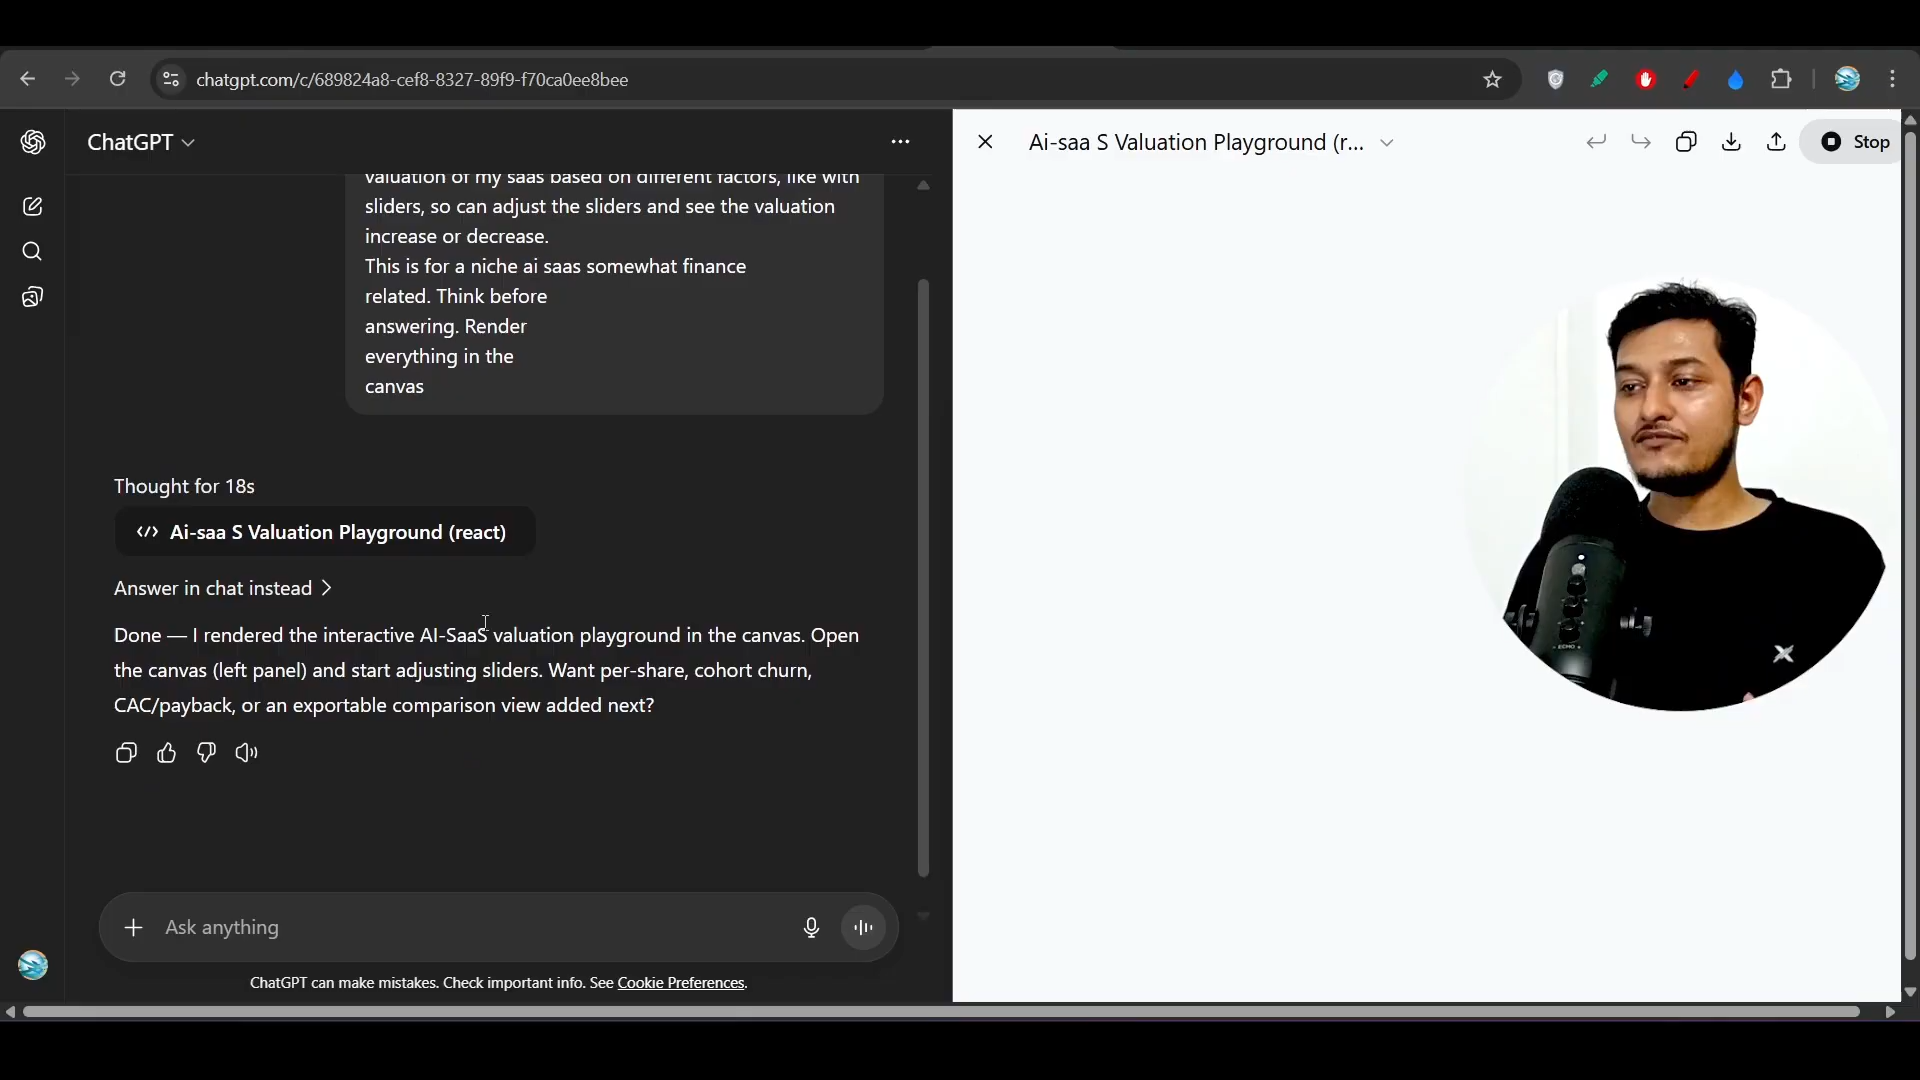 chatgpt.com/c/689824a8-cef8-8327-89f9-f70ca0ee8bee
ChatGPT
Ai-saa S Valuation Playground (r...
Stop
valuation of my saas based on different factors, like with
sliders, so can adjust the sliders and see the valuation
increase or decrease.
This is for a niche ai saas somewhat finance
related. Think before
answering. Render
everything in the
canvas
Thought for 18s
Ai-saa S Valuation Playground (react)
Answer in chat instead
Done — I rendered the interactive AI-SaaS valuation playground in the canvas. Open
the canvas (left panel) and start adjusting sliders. Want per-share, cohort churn,
CAC/payback, or an exportable comparison view added next?
Ask anything
ChatGPT can make mistakes. Check important info. See Cookie Preferences.